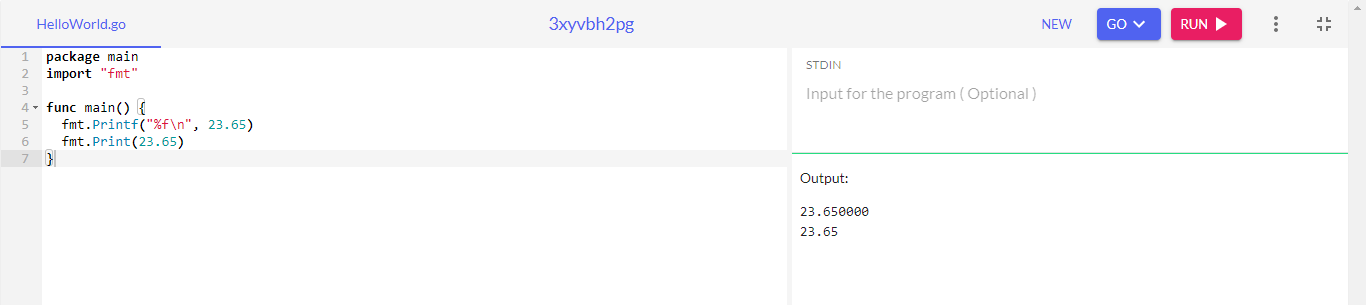 HelloWorld.go
3xyvbh2pg
NEW
GO
RUN
1 package main
2 import "fmt"
3
4 func main() {
5   fmt.Printf("%f\n", 23.65)
6   fmt.Print(23.65)
7 }
STDIN
Input for the program ( Optional )
Output:
23.650000
23.65